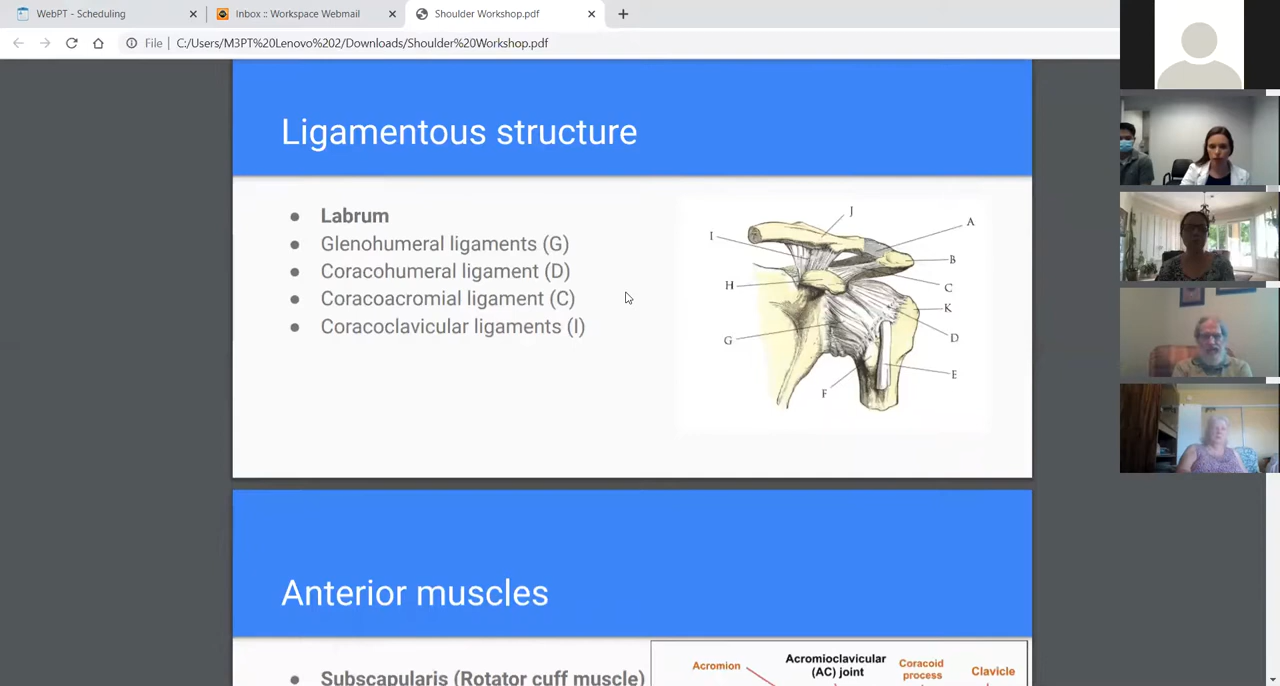 WebPT - Scheduling
Inbox :: Workspace Webmail
Shoulder Workshop.pdf
File
C:/Users/M3PT%20Lenovo%202/Downloads/Shoulder%20Workshop.pdf
Ligamentous structure
● Labrum
● Glenohumeral ligaments (G)
● Coracohumeral ligament (D)
● Coracoacromial ligament (C)
● Coracoclavicular ligaments (I)
J
A
I
B
H
C
K
G
D
E
F
Anterior muscles
● Subscapularis (Rotator cuff muscle)
Acromion
Acromioclavicular
(AC) joint
Coracoid
process
Clavicle